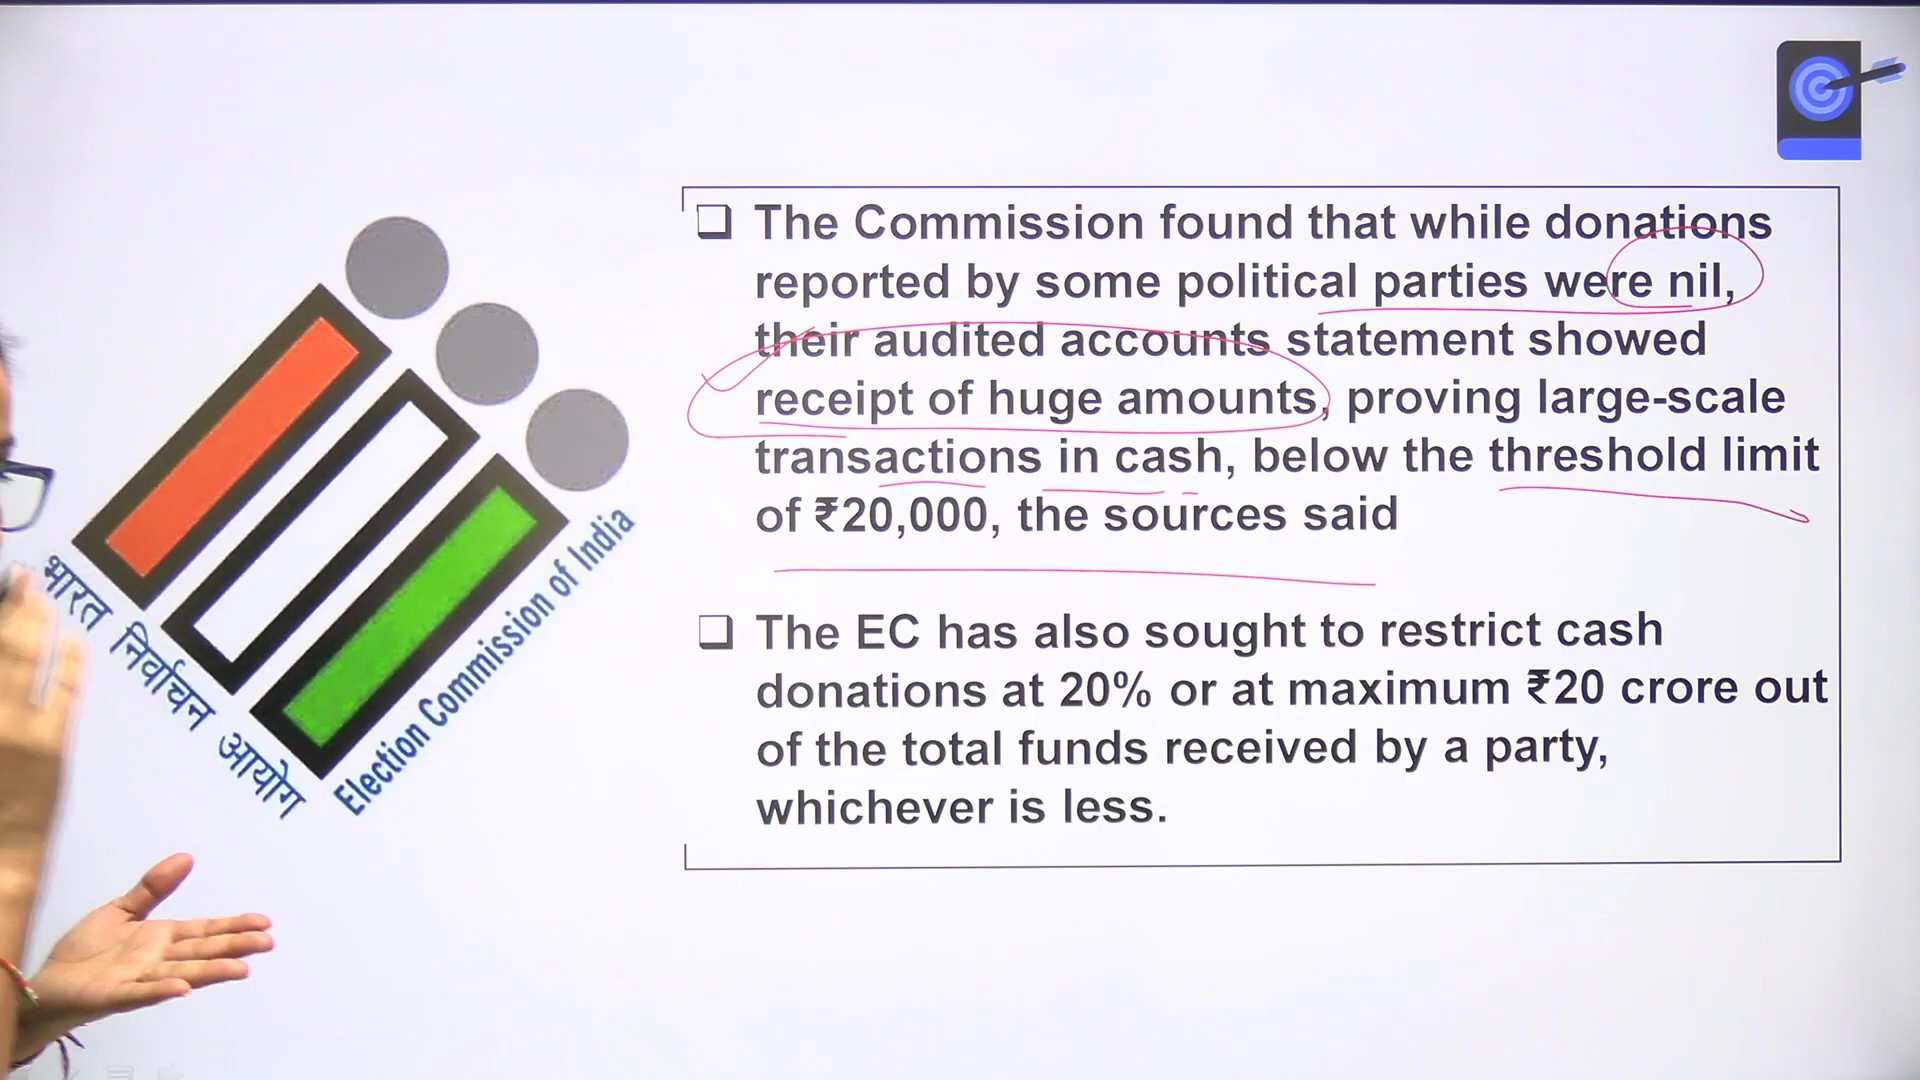 भारत निर्वाचन आयोग
Election Commission of India
The Commission found that while donations
reported by some political parties were nil,
their audited accounts statement showed
receipt of huge amounts, proving large-scale
transactions in cash, below the threshold limit
of ₹20,000, the sources said
The EC has also sought to restrict cash
donations at 20% or at maximum ₹20 crore out
of the total funds received by a party,
whichever is less.